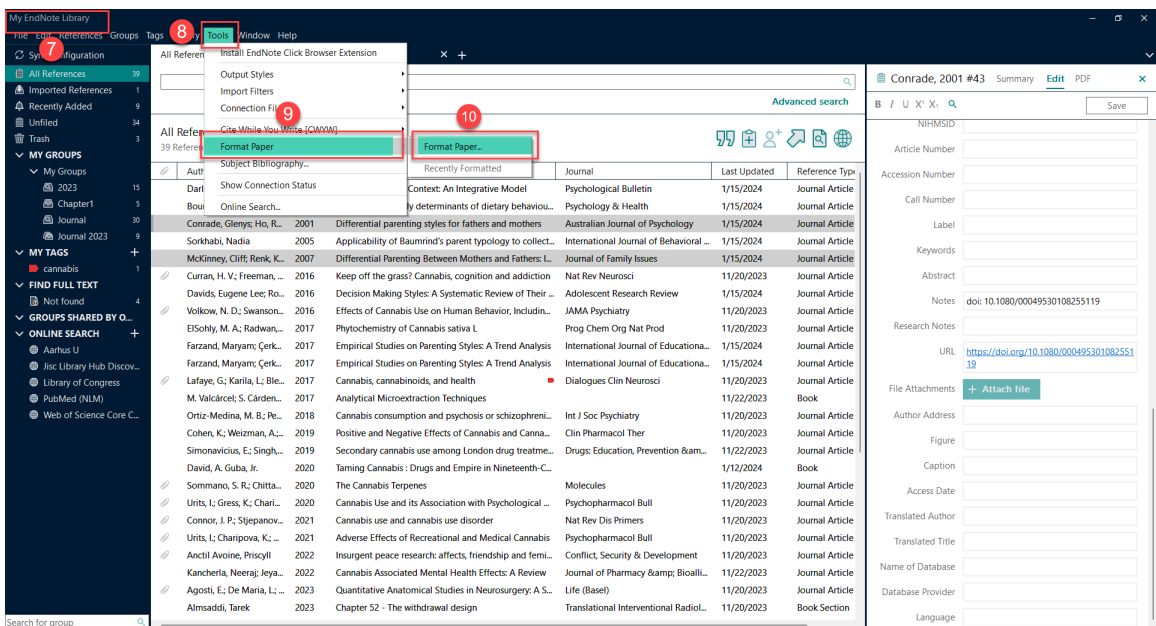 My EndNote Library
File Edit References Groups Tags Tools Window Help
7
8
Sync Configuration
All References 39
Imported References 1
Recently Added 9
Unfiled 34
Trash 3
MY GROUPS
My Groups
2023 15
Chapter1 5
Journal 30
Journal 2023 9
MY TAGS +
cannabis 1
FIND FULL TEXT
Not found 4
GROUPS SHARED BY O...
ONLINE SEARCH +
Aarhus U
Jisc Library Hub Discov...
Library of Congress
PubMed (NLM)
Web of Science Core C...
Search for group
Install EndNote Click Browser Extension
Output Styles
Import Filters
Connection Fil
9
Cite While You Write [CWYW]
Format Paper
Subject Bibliography...
Show Connection Status
Online Search...
10
Format Paper...
Recently Formatted
All Referen
× +
Advanced search
All Refer
39 Referen
Auth Journal Last Updated Reference Type
Darl Context: An Integrative Model Psychological Bulletin 1/15/2024 Journal Article
Bour y determinants of dietary behaviou... Psychology & Health 1/15/2024 Journal Article
Conrade, Glenys; Ho, R... 2001 Differential parenting styles for fathers and mothers Australian Journal of Psychology 1/15/2024 Journal Article
Sorkhabi, Nadia 2005 Applicability of Baumrind's parent typology to collect... International Journal of Behavioral ... 1/15/2024 Journal Article
McKinney, Cliff; Renk, K... 2007 Differential Parenting Between Mothers and Fathers: I... Journal of Family Issues 1/15/2024 Journal Article
Curran, H. V.; Freeman, ... 2016 Keep off the grass? Cannabis, cognition and addiction Nat Rev Neurosci 11/20/2023 Journal Article
Davids, Eugene Lee; Ro... 2016 Decision Making Styles: A Systematic Review of Their ... Adolescent Research Review 1/15/2024 Journal Article
Volkow, N. D.; Swanson... 2016 Effects of Cannabis Use on Human Behavior, Includin... JAMA Psychiatry 11/20/2023 Journal Article
ElSohly, M. A.; Radwan,... 2017 Phytochemistry of Cannabis sativa L Prog Chem Org Nat Prod 11/20/2023 Journal Article
Farzand, Maryam; Çerk... 2017 Empirical Studies on Parenting Styles: A Trend Analysis International Journal of Educationa... 1/15/2024 Journal Article
Farzand, Maryam; Çerk... 2017 Empirical Studies on Parenting Styles: A Trend Analysis International Journal of Educationa... 1/15/2024 Journal Article
Lafaye, G.; Karila, L.; Ble... 2017 Cannabis, cannabinoids, and health Dialogues Clin Neurosci 11/20/2023 Journal Article
M. Valcárcel; S. Cárden... 2017 Analytical Microextraction Techniques 11/22/2023 Book
Ortiz-Medina, M. B.; Pe... 2018 Cannabis consumption and psychosis or schizophreni... Int J Soc Psychiatry 11/20/2023 Journal Article
Cohen, K.; Weizman, A.;... 2019 Positive and Negative Effects of Cannabis and Canna... Clin Pharmacol Ther 11/20/2023 Journal Article
Simonavicius, E.; Singh,... 2019 Secondary cannabis use among London drug treatme... Drugs: Education, Prevention &am... 11/22/2023 Journal Article
David, A. Guba, Jr. 2020 Taming Cannabis : Drugs and Empire in Nineteenth-C... 1/12/2024 Book
Sommano, S. R.; Chitta... 2020 The Cannabis Terpenes Molecules 11/20/2023 Journal Article
Urits, I.; Gress, K.; Chari... 2020 Cannabis Use and its Association with Psychological ... Psychopharmacol Bull 11/20/2023 Journal Article
Connor, J. P.; Stjepanov... 2021 Cannabis use and cannabis use disorder Nat Rev Dis Primers 11/20/2023 Journal Article
Urits, I.; Charipova, K.; ... 2021 Adverse Effects of Recreational and Medical Cannabis Psychopharmacol Bull 11/20/2023 Journal Article
Anctil Avoine, Priscyll 2022 Insurgent peace research: affects, friendship and femi... Conflict, Security & Development 11/20/2023 Journal Article
Kancherla, Neeraj; Jeya... 2022 Cannabis Associated Mental Health Effects: A Review Journal of Pharmacy &amp; Bioalli... 11/22/2023 Journal Article
Agosti, E.; De Maria, L.; ... 2023 Quantitative Anatomical Studies in Neurosurgery: A S... Life (Basel) 11/20/2023 Journal Article
Almsaddi, Tarek 2023 Chapter 52 - The withdrawal design Translational Interventional Radiol... 11/20/2023 Book Section
Conrade, 2001 #43 Summary Edit PDF ×
B I U X¹ X₁ Save
NIHMSID
Article Number
Accession Number
Call Number
Label
Keywords
Abstract
Notes doi: 10.1080/00049530108255119
Research Notes
URL https://doi.org/10.1080/000495301082551
19
File Attachments + Attach file
Author Address
Figure
Caption
Access Date
Translated Author
Translated Title
Name of Database
Database Provider
Language